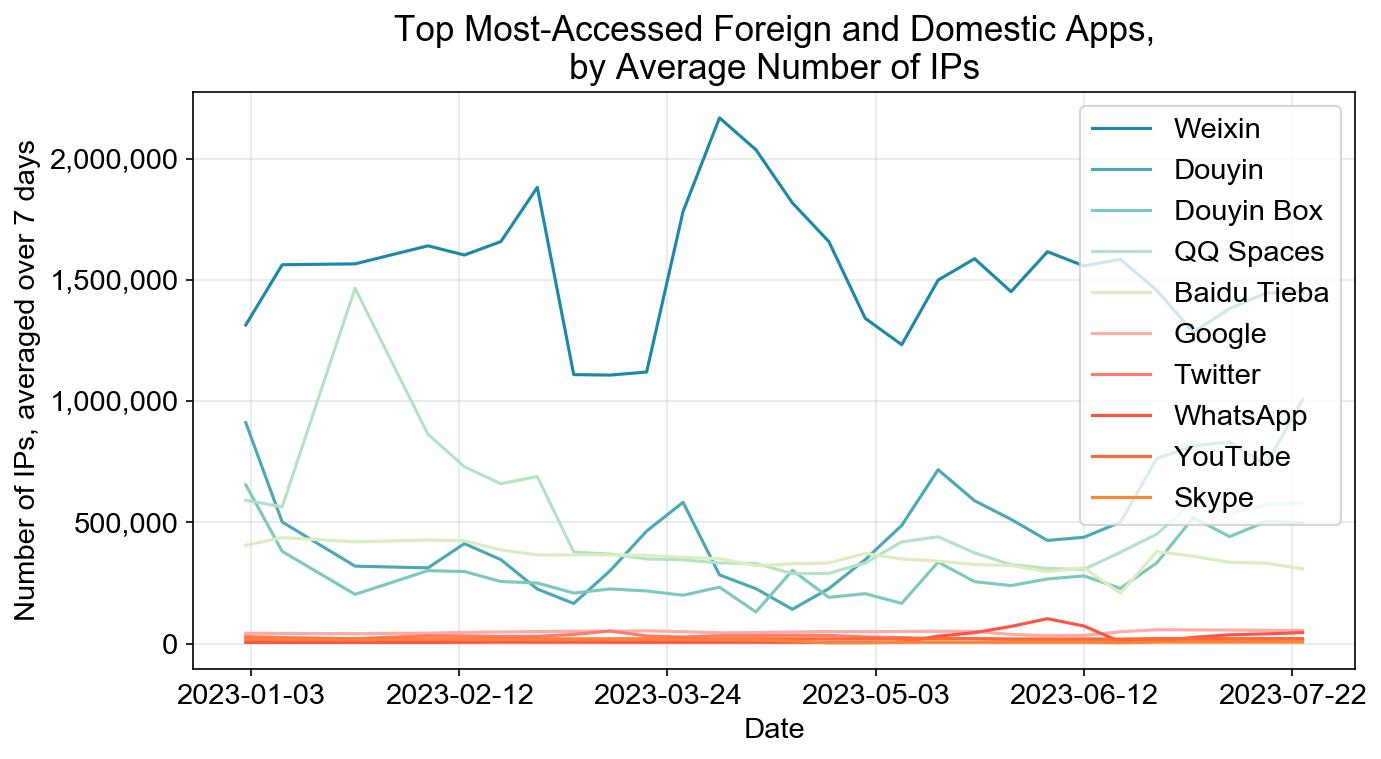 Top Most-Accessed Foreign and Domestic Apps,
by Average Number of IPs
Number of IPs, averaged over 7 days
2,000,000
1,500,000
1,000,000
500,000
0
Weixin
Douyin
Douyin Box
QQ Spaces
Baidu Tieba
Google
Twitter
WhatsApp
YouTube
Skype
2023-01-03 2023-02-12 2023-03-24 2023-05-03 2023-06-12 2023-07-22
Date